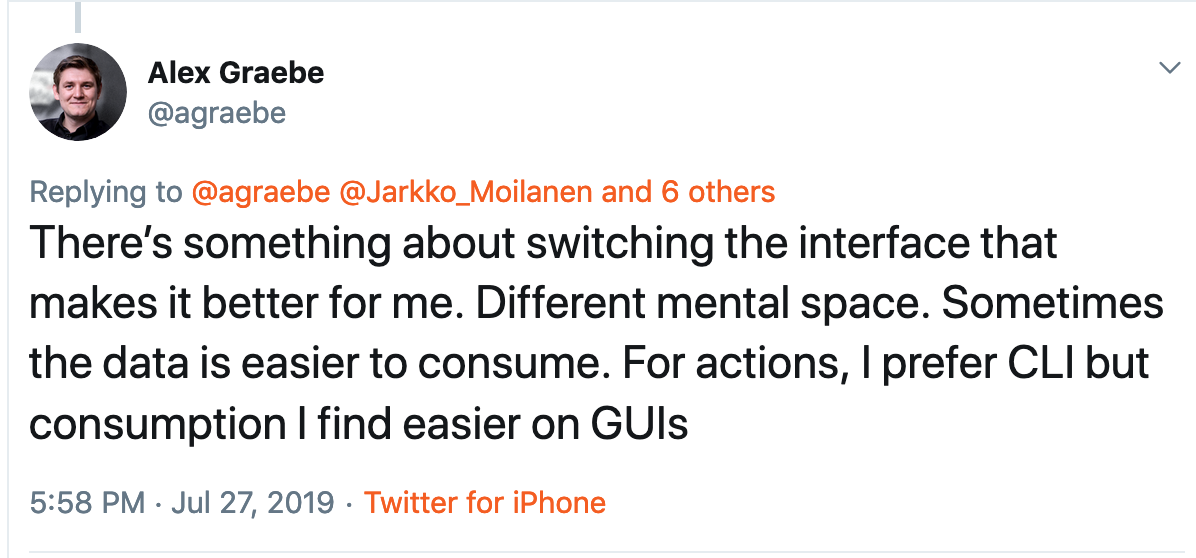 Alex Graebe
@agraebe
Replying to @agraebe @Jarkko_Moilanen and 6 others
There’s something about switching the interface that
makes it better for me. Different mental space. Sometimes
the data is easier to consume. For actions, I prefer CLI but
consumption I find easier on GUIs
5:58 PM · Jul 27, 2019 · Twitter for iPhone